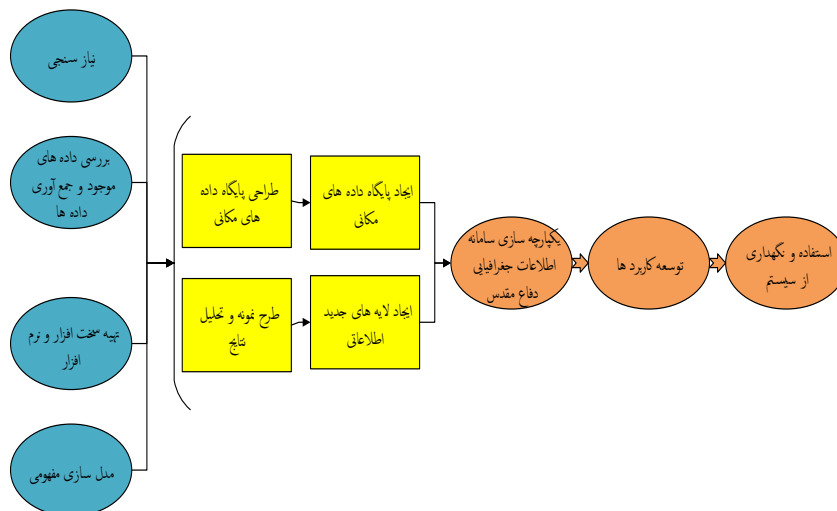 نیاز سنجی
بررسی داده های
موجود و جمع آوری
داده ها
تهیه سخت افزار و نرم
افزار
مدل سازی مفهومی
طراحی پایگاه داده
های مکانی
ایجاد پایگاه داده های
مکانی
طرح نمونه و تحلیل
نتایج
ایجاد لایه های جدید
اطلاعاتی
یکپارچه سازی سامانه
اطلاعات جغرافیایی
دفاع مقدس
توسعه کاربرد ها
استفاده و نگهداری
از سیستم